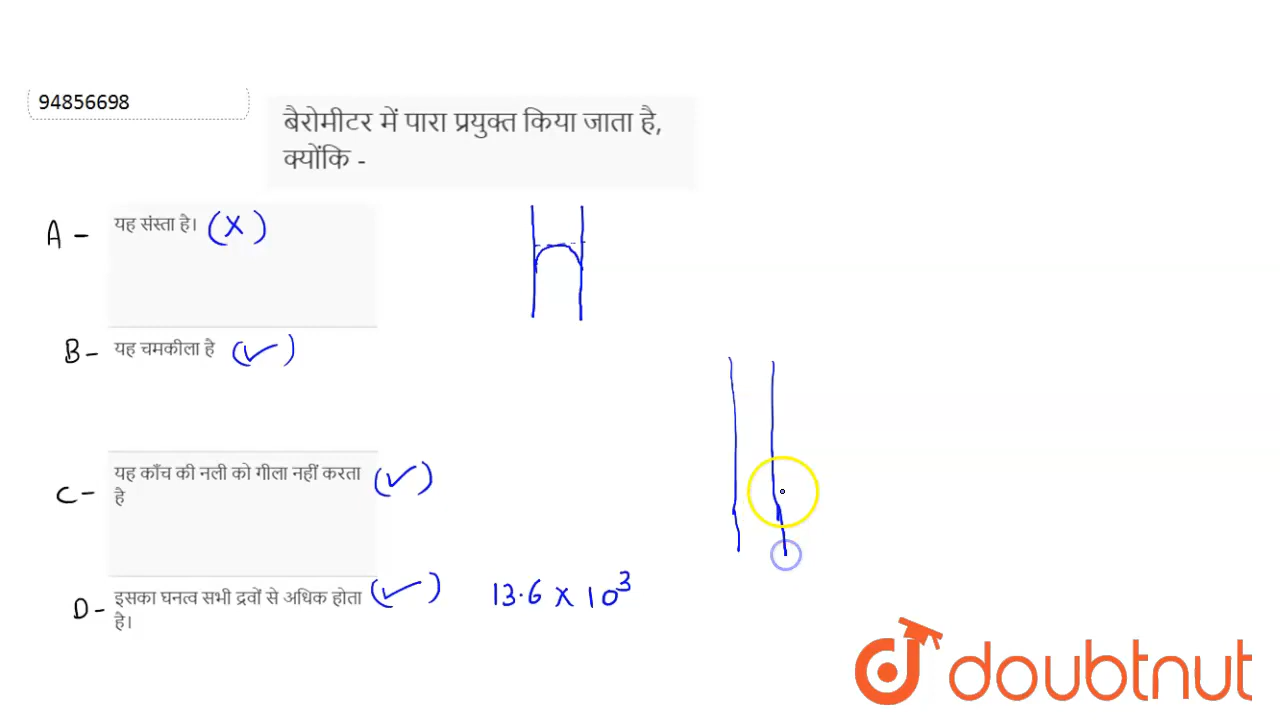 94856698
बैरोमीटर में पारा प्रयुक्त किया जाता है,
क्योंकि -
A - यह संस्ता है। (x)
B - यह चमकीला है (✓)
C - यह काँच की नली को गीला नहीं करता
है (✓)
D - इसका घनत्व सभी द्रवों से अधिक होता
है। (✓) 13.6 x 10³
doubtnut